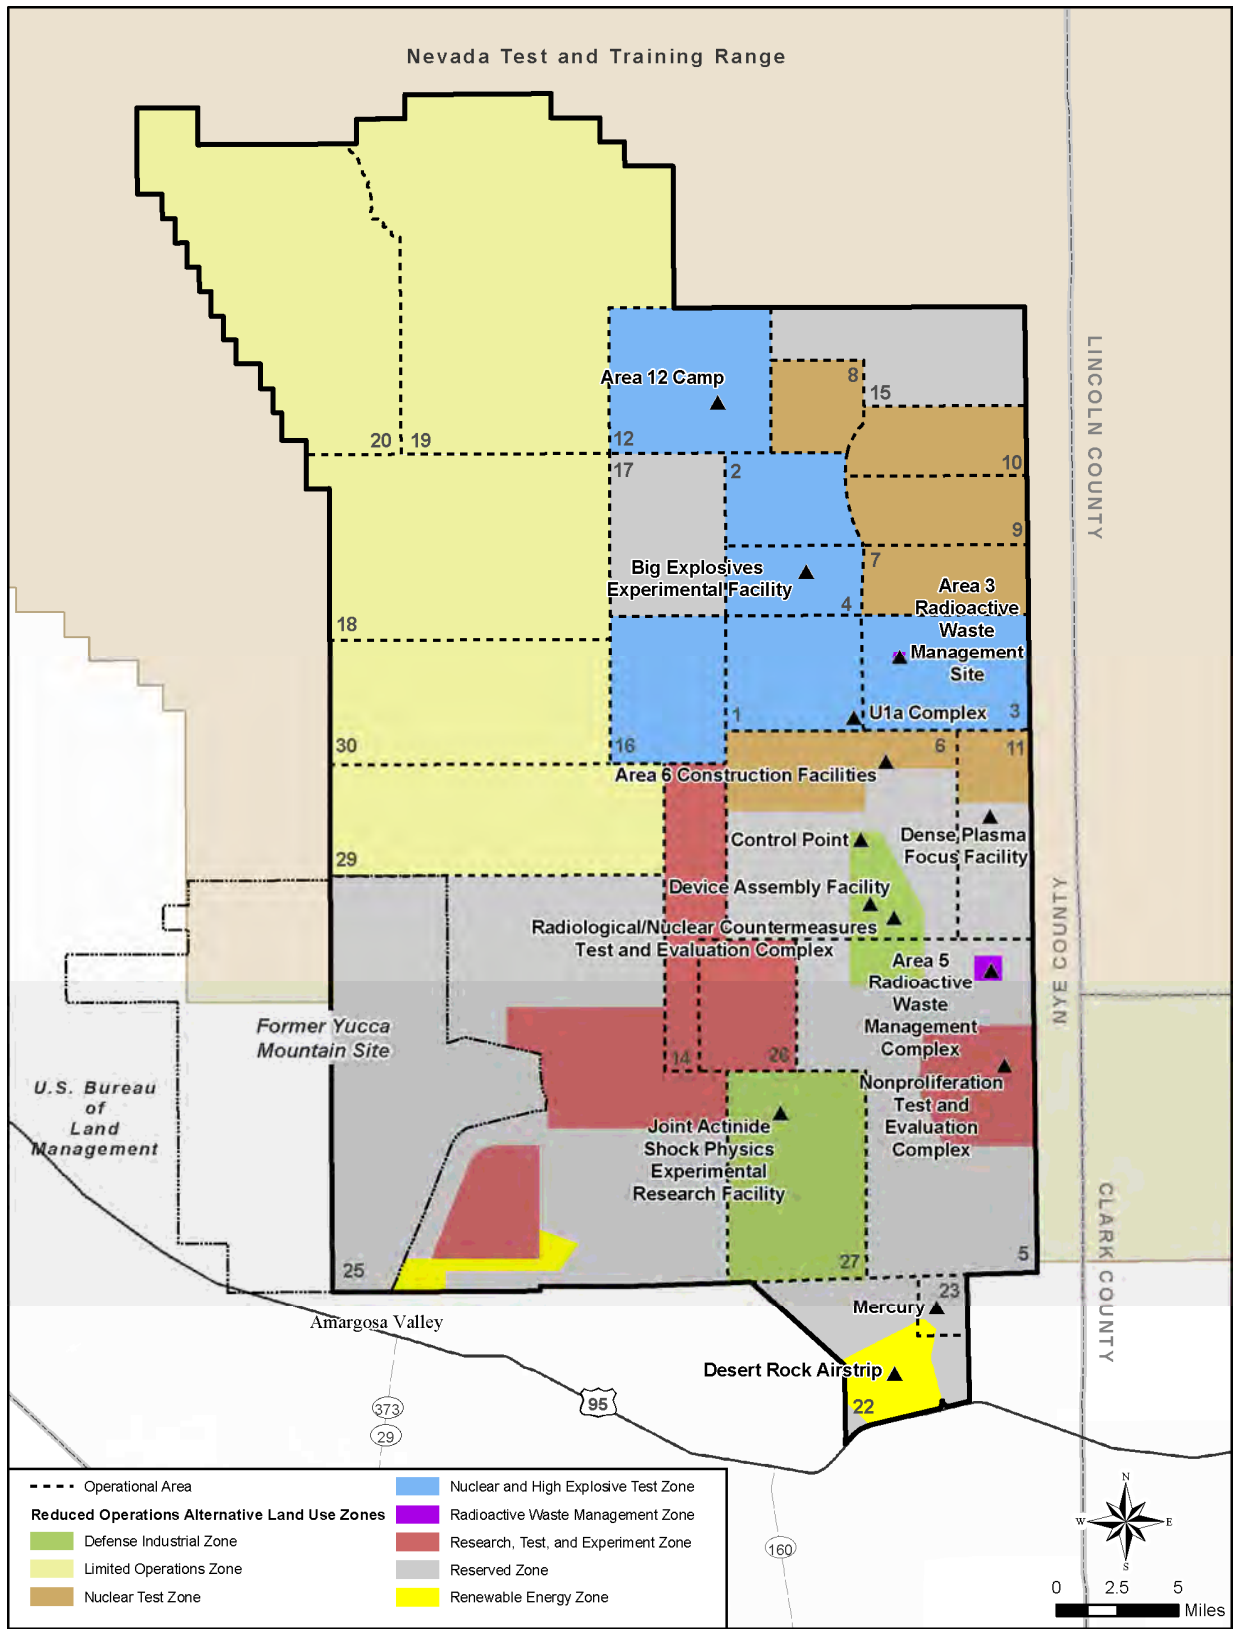 Nevada Test and Training Range
LINCOLN COUNTY
Area 12 Camp
8
15
20
19
12
10
17
2
9
7
Big Explosives
Experimental Facility
4
Area 3
Radioactive
Waste
Management
Site
18
1
U1a Complex
3
30
16
6
11
Area 6 Construction Facilities
Control Point
Dense Plasma
Focus Facility
29
Device Assembly Facility
NYE COUNTY
Radiological/Nuclear Countermeasures
Test and Evaluation Complex
Area 5
Radioactive
Waste
Management
Complex
Former Yucca
Mountain Site
14
26
U.S. Bureau
of
Land
Management
Nonproliferation
Test and
Evaluation
Complex
Joint Actinide
Shock Physics
Experimental
Research Facility
CLARK COUNTY
25
27
5
23
Mercury
Amargosa Valley
Desert Rock Airstrip
22
373
29
95
160
Operational Area
Reduced Operations Alternative Land Use Zones
Defense Industrial Zone
Limited Operations Zone
Nuclear Test Zone
Nuclear and High Explosive Test Zone
Radioactive Waste Management Zone
Research, Test, and Experiment Zone
Reserved Zone
Renewable Energy Zone
N
W
E
S
0 2.5 5
Miles